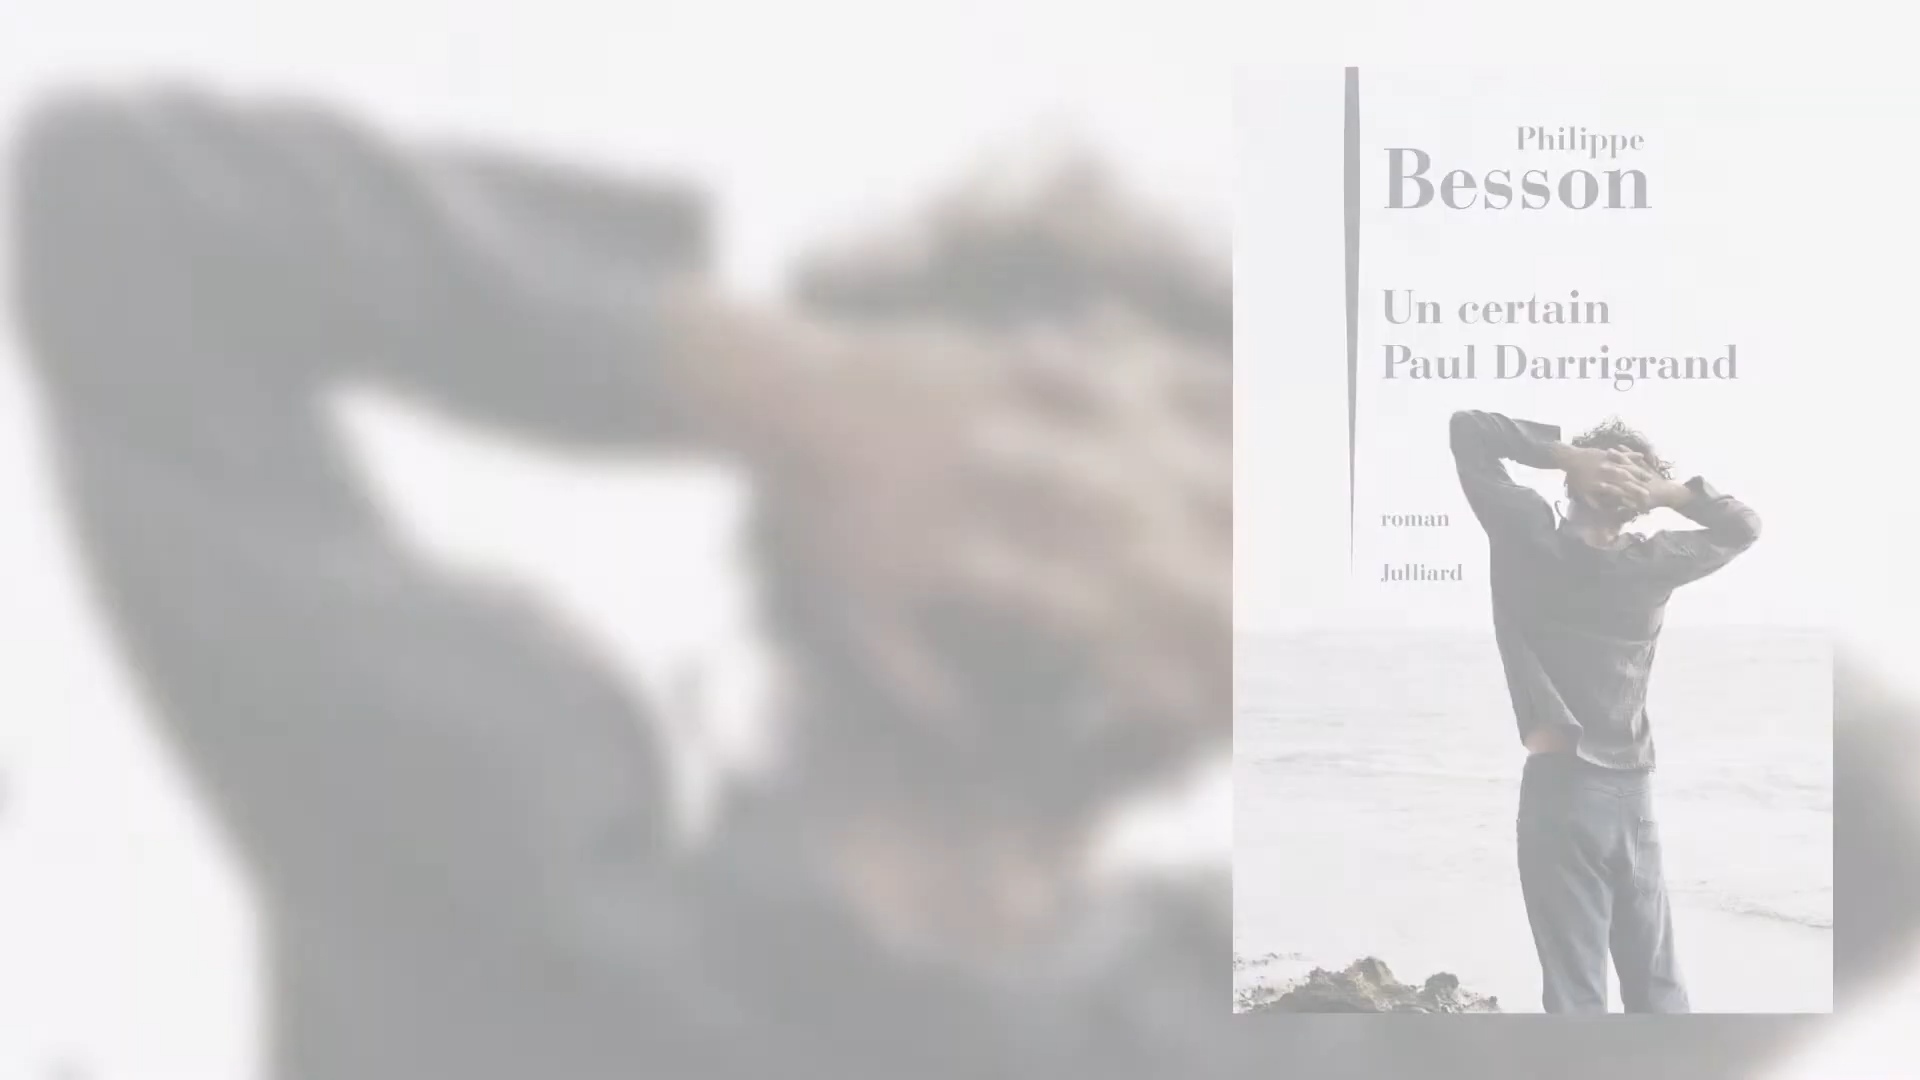 Philippe
Besson
Un certain
Paul Darrigrand
roman
Julliard